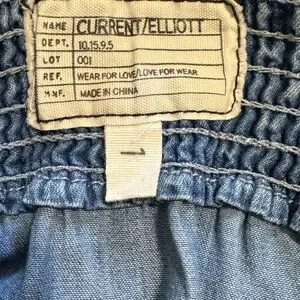 NAME CURRENT/ELLIOTT
DEPT. 10.15.9.5
LOT 001
REF. WEAR FOR LOVE/LOVE FOR WEAR
MNF. MADE IN CHINA
1